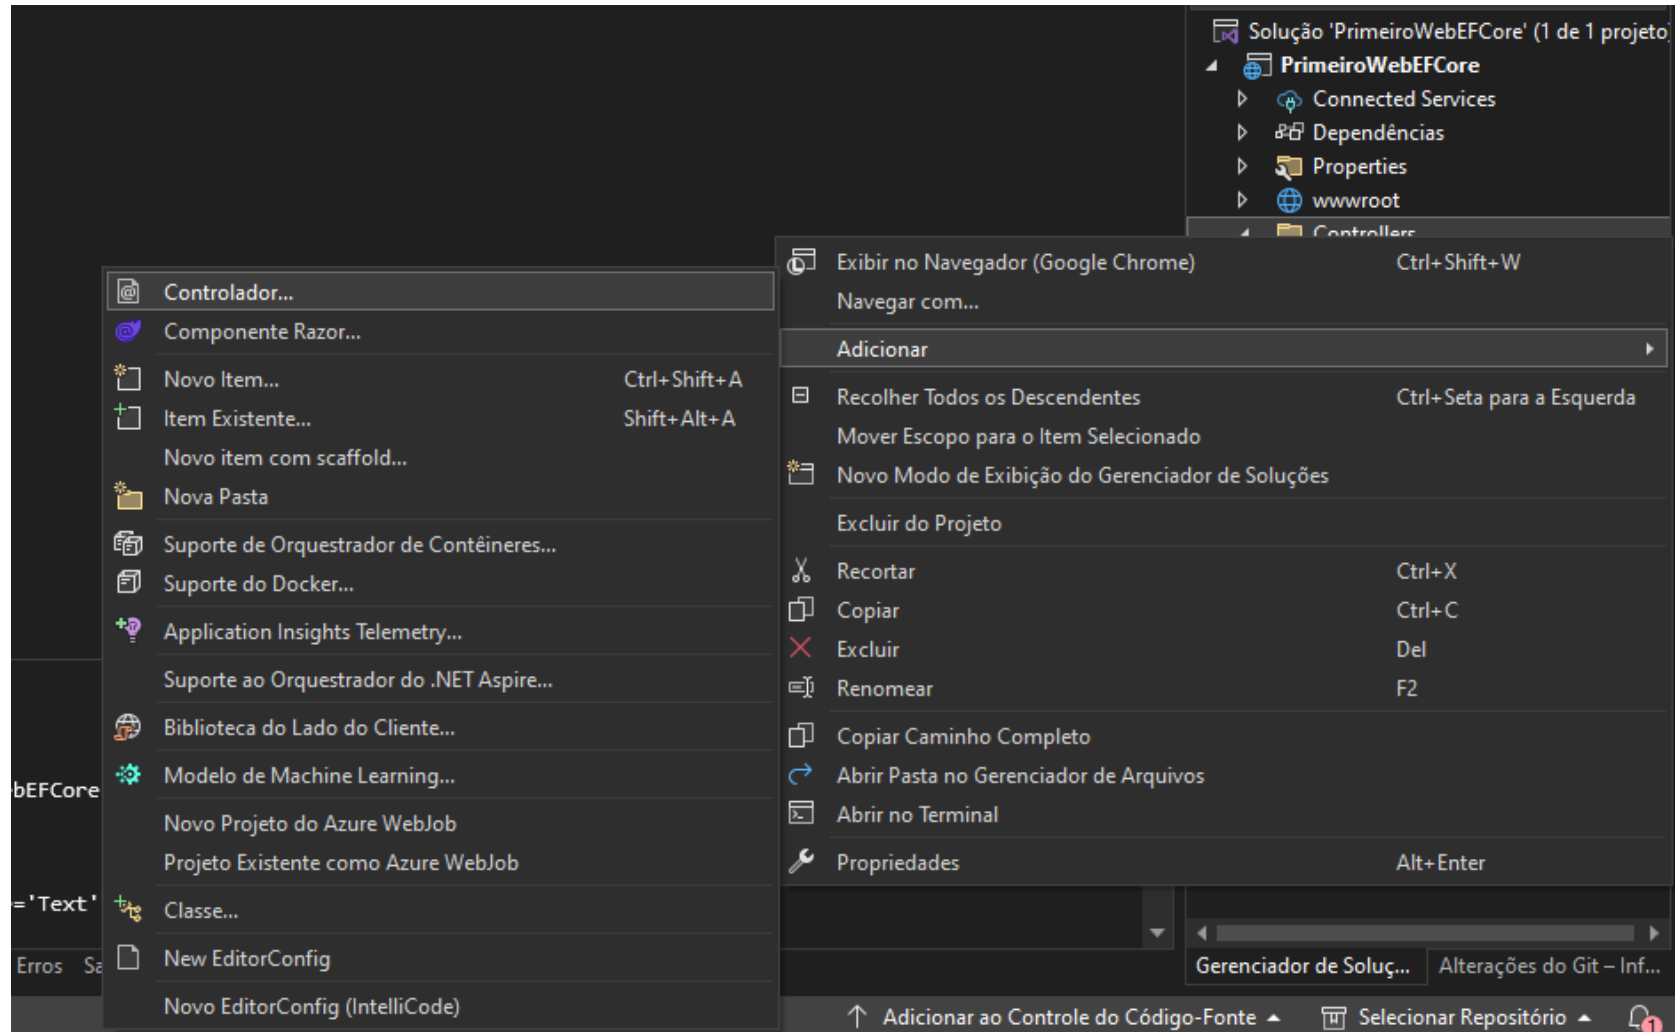 Solução 'PrimeiroWebEFCore' (1 de 1 projeto)
PrimeiroWebEFCore
Connected Services
Dependências
Properties
wwwroot
Controllers
Exibir no Navegador (Google Chrome) Ctrl+Shift+W
Navegar com...
Adicionar
Recolher Todos os Descendentes Ctrl+Seta para a Esquerda
Mover Escopo para o Item Selecionado
Novo Modo de Exibição do Gerenciador de Soluções
Excluir do Projeto
Recortar Ctrl+X
Copiar Ctrl+C
Excluir Del
Renomear F2
Copiar Caminho Completo
Abrir Pasta no Gerenciador de Arquivos
Abrir no Terminal
Propriedades Alt+Enter
Controlador...
Componente Razor...
Novo Item... Ctrl+Shift+A
Item Existente... Shift+Alt+A
Novo item com scaffold...
Nova Pasta
Suporte de Orquestrador de Contêineres...
Suporte do Docker...
Application Insights Telemetry...
Suporte ao Orquestrador do .NET Aspire...
Biblioteca do Lado do Cliente...
Modelo de Machine Learning...
Novo Projeto do Azure WebJob
Projeto Existente como Azure WebJob
Classe...
New EditorConfig
Novo EditorConfig (IntelliCode)
bEFCore
='Text'
Erros Sa
Gerenciador de Soluç... Alterações do Git – Inf...
Adicionar ao Controle do Código-Fonte Selecionar Repositório 1